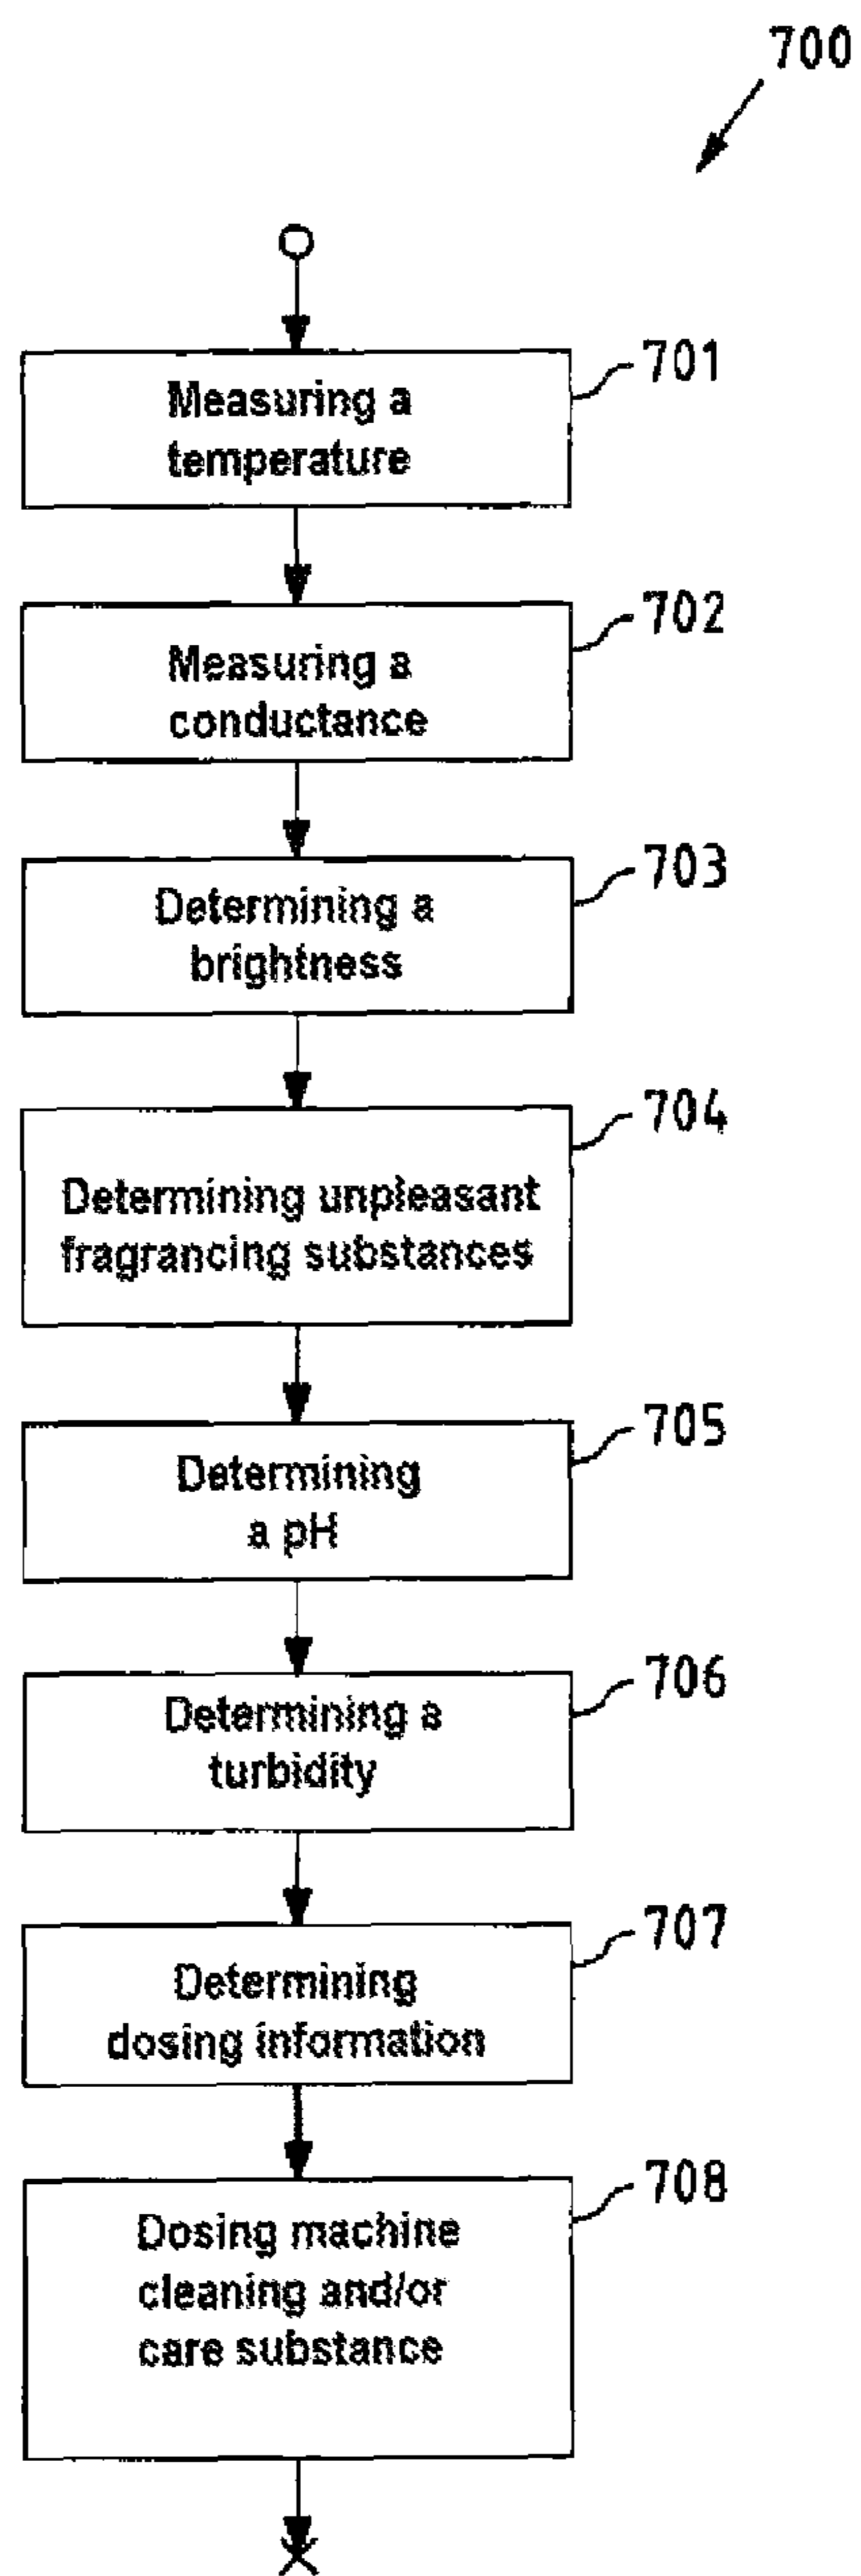 700
701
Measuring a
temperature
702
Measuring a
conductance
703
Determining a
brightness
704
Determining unpleasant
fragrancing substances
705
Determining
a pH
706
Determining a
turbidity
707
Determining
dosing information
708
Dosing machine
cleaning and/or
care substance